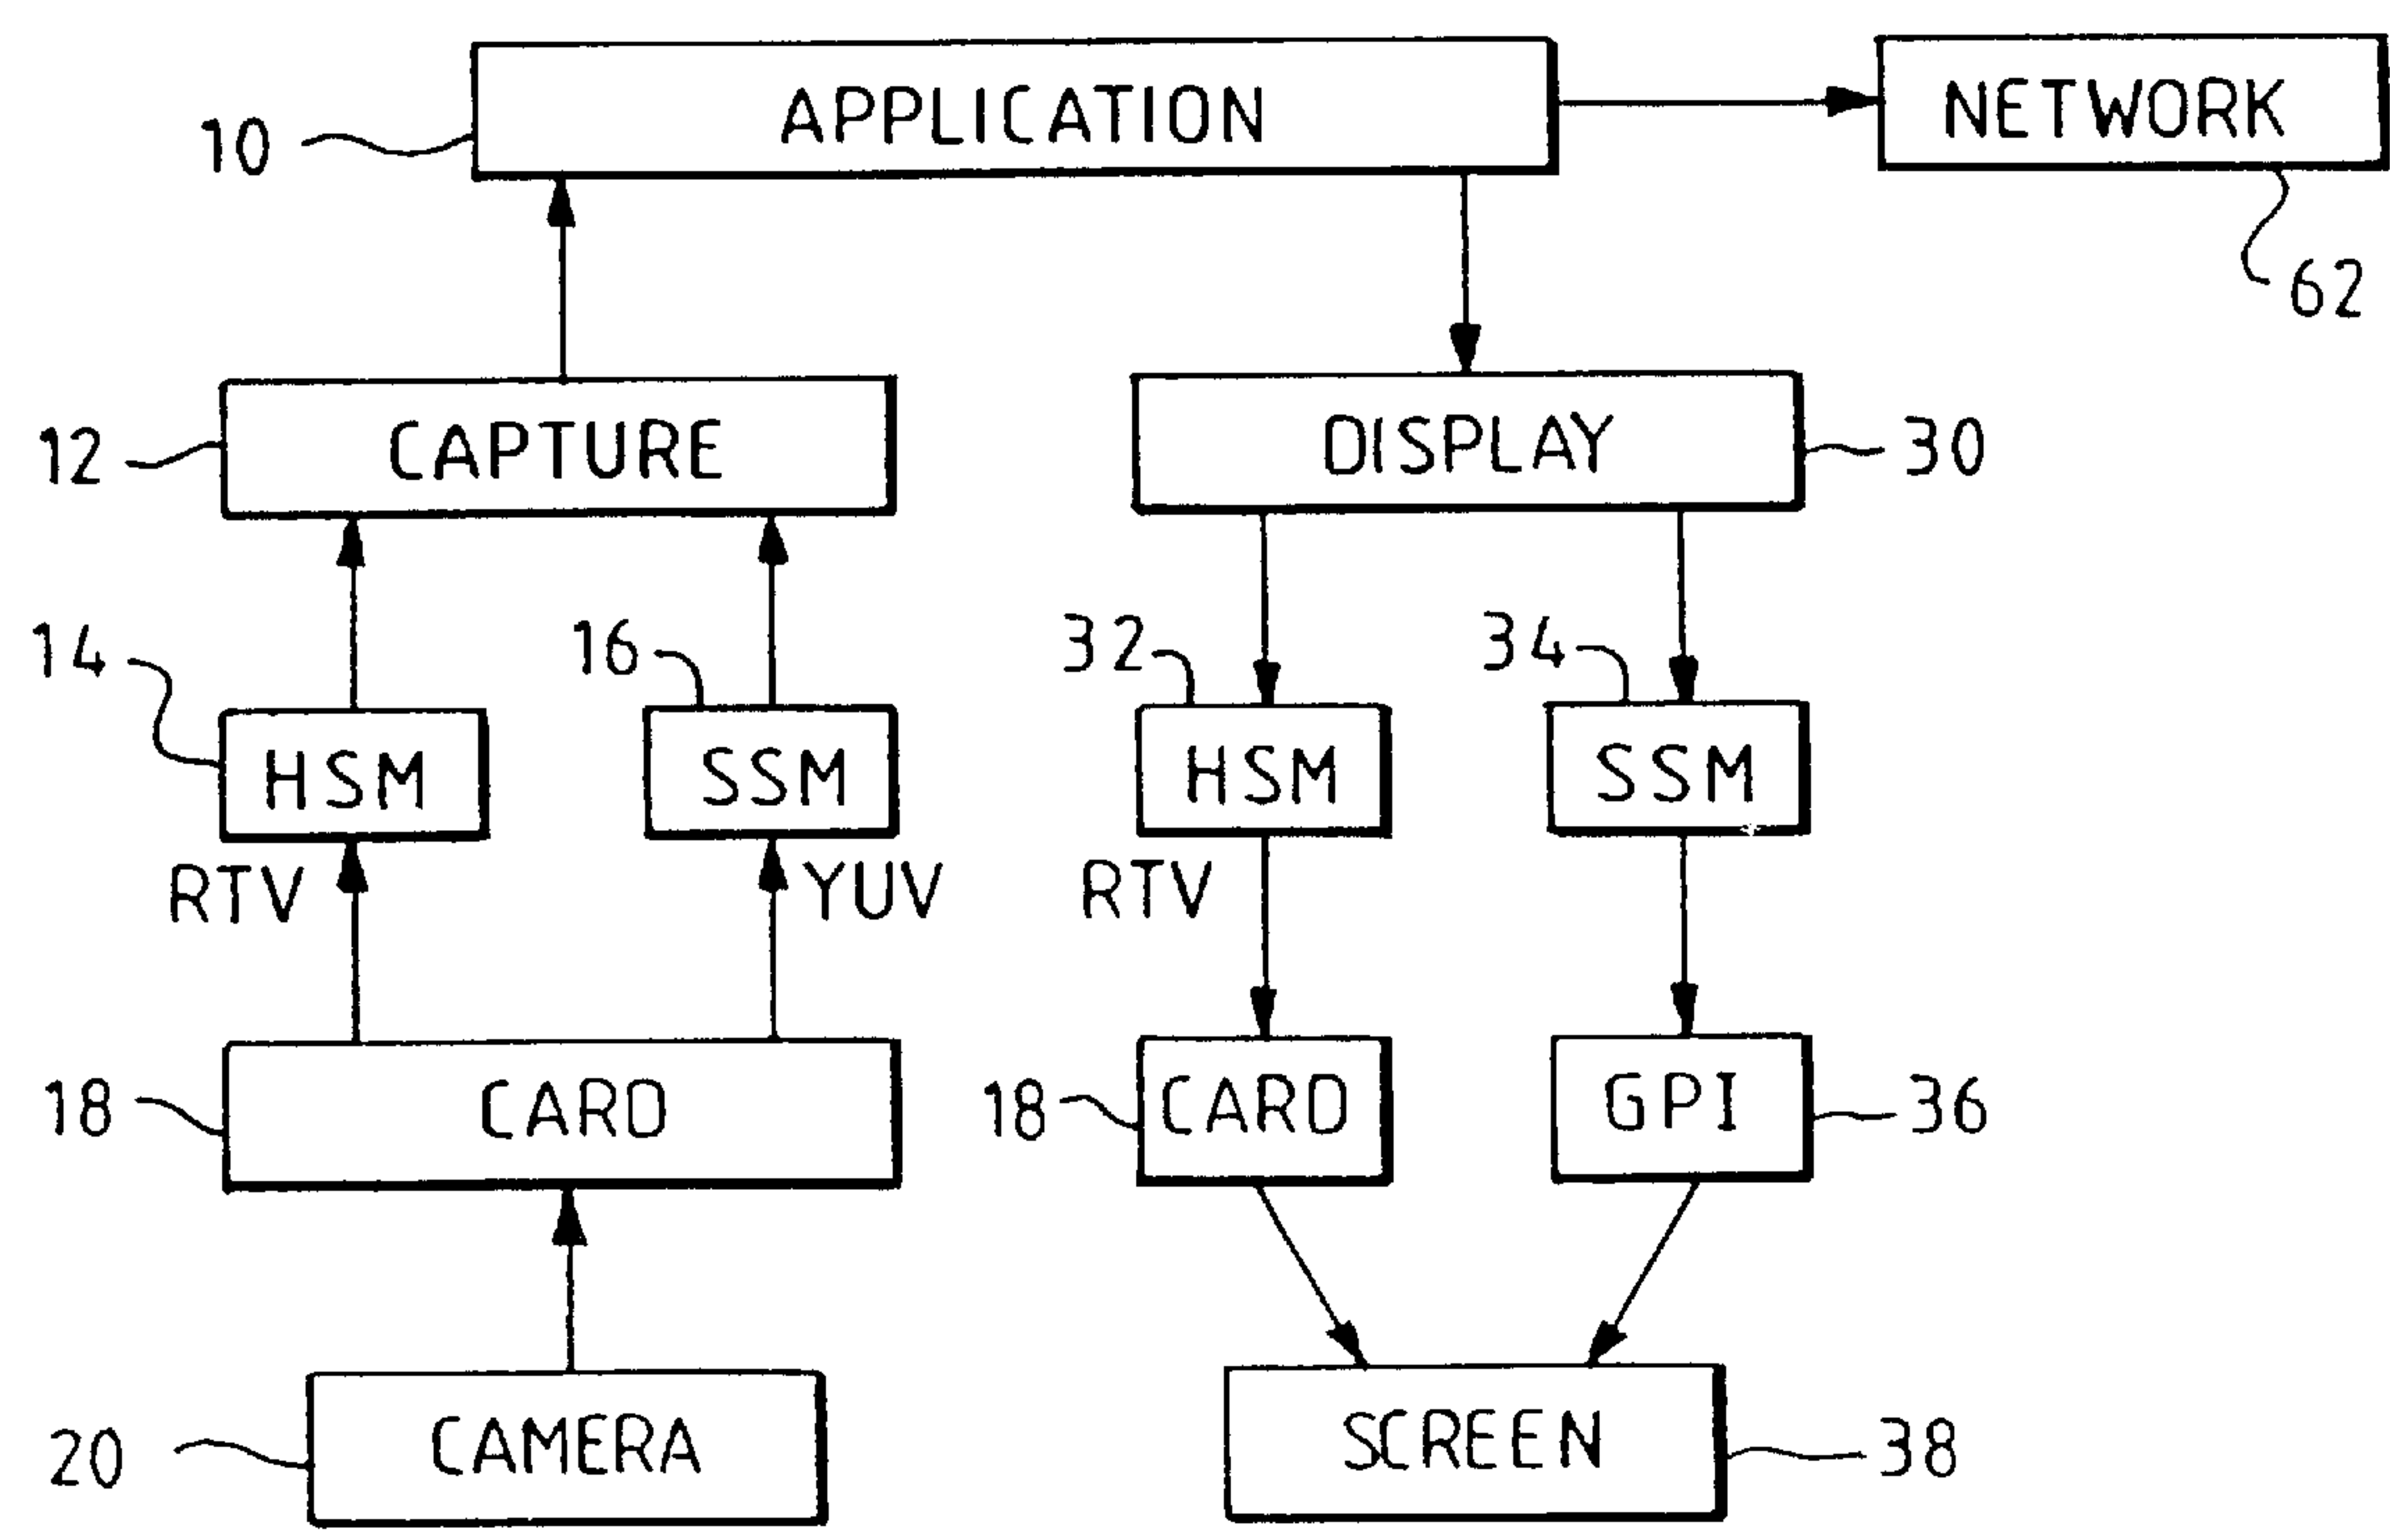 APPLICATION
NETWORK
10
62
CAPTURE
DISPLAY
12
30
14
16
32
34
HSM
SSM
HSM
SSM
RTV
YUV
RTV
18
CARD
18
CARD
GPI
36
20
CAMERA
SCREEN
38